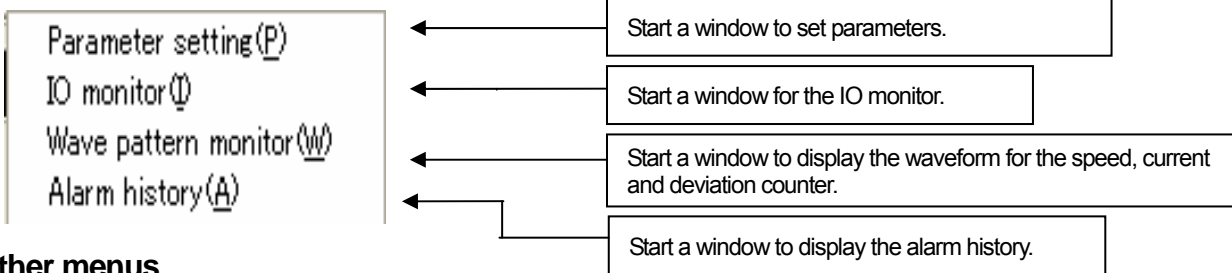 Parameter setting(P)
Start a window to set parameters.
IO monitor(I)
Start a window for the IO monitor.
Wave pattern monitor(W)
Start a window to display the waveform for the speed, current
and deviation counter.
Alarm history(A)
Start a window to display the alarm history.
ther menus